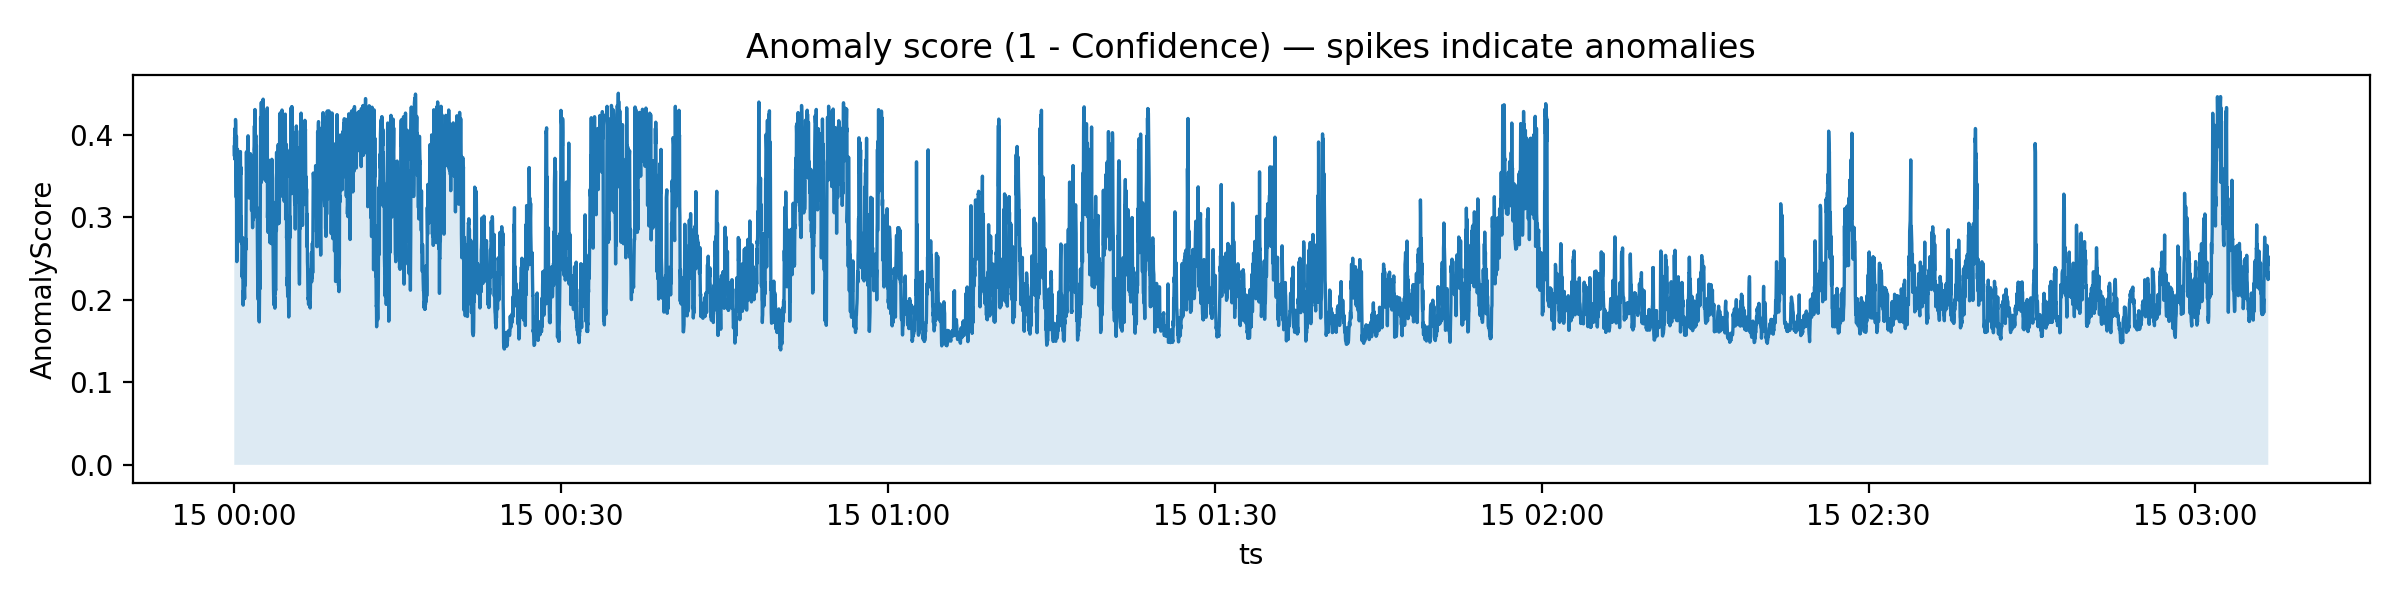 Anomaly score (1 - Confidence) — spikes indicate anomalies
AnomalyScore
0.4
0.3
0.2
0.1
0.0
15 00:00 15 00:30 15 01:00 15 01:30 15 02:00 15 02:30 15 03:00
ts